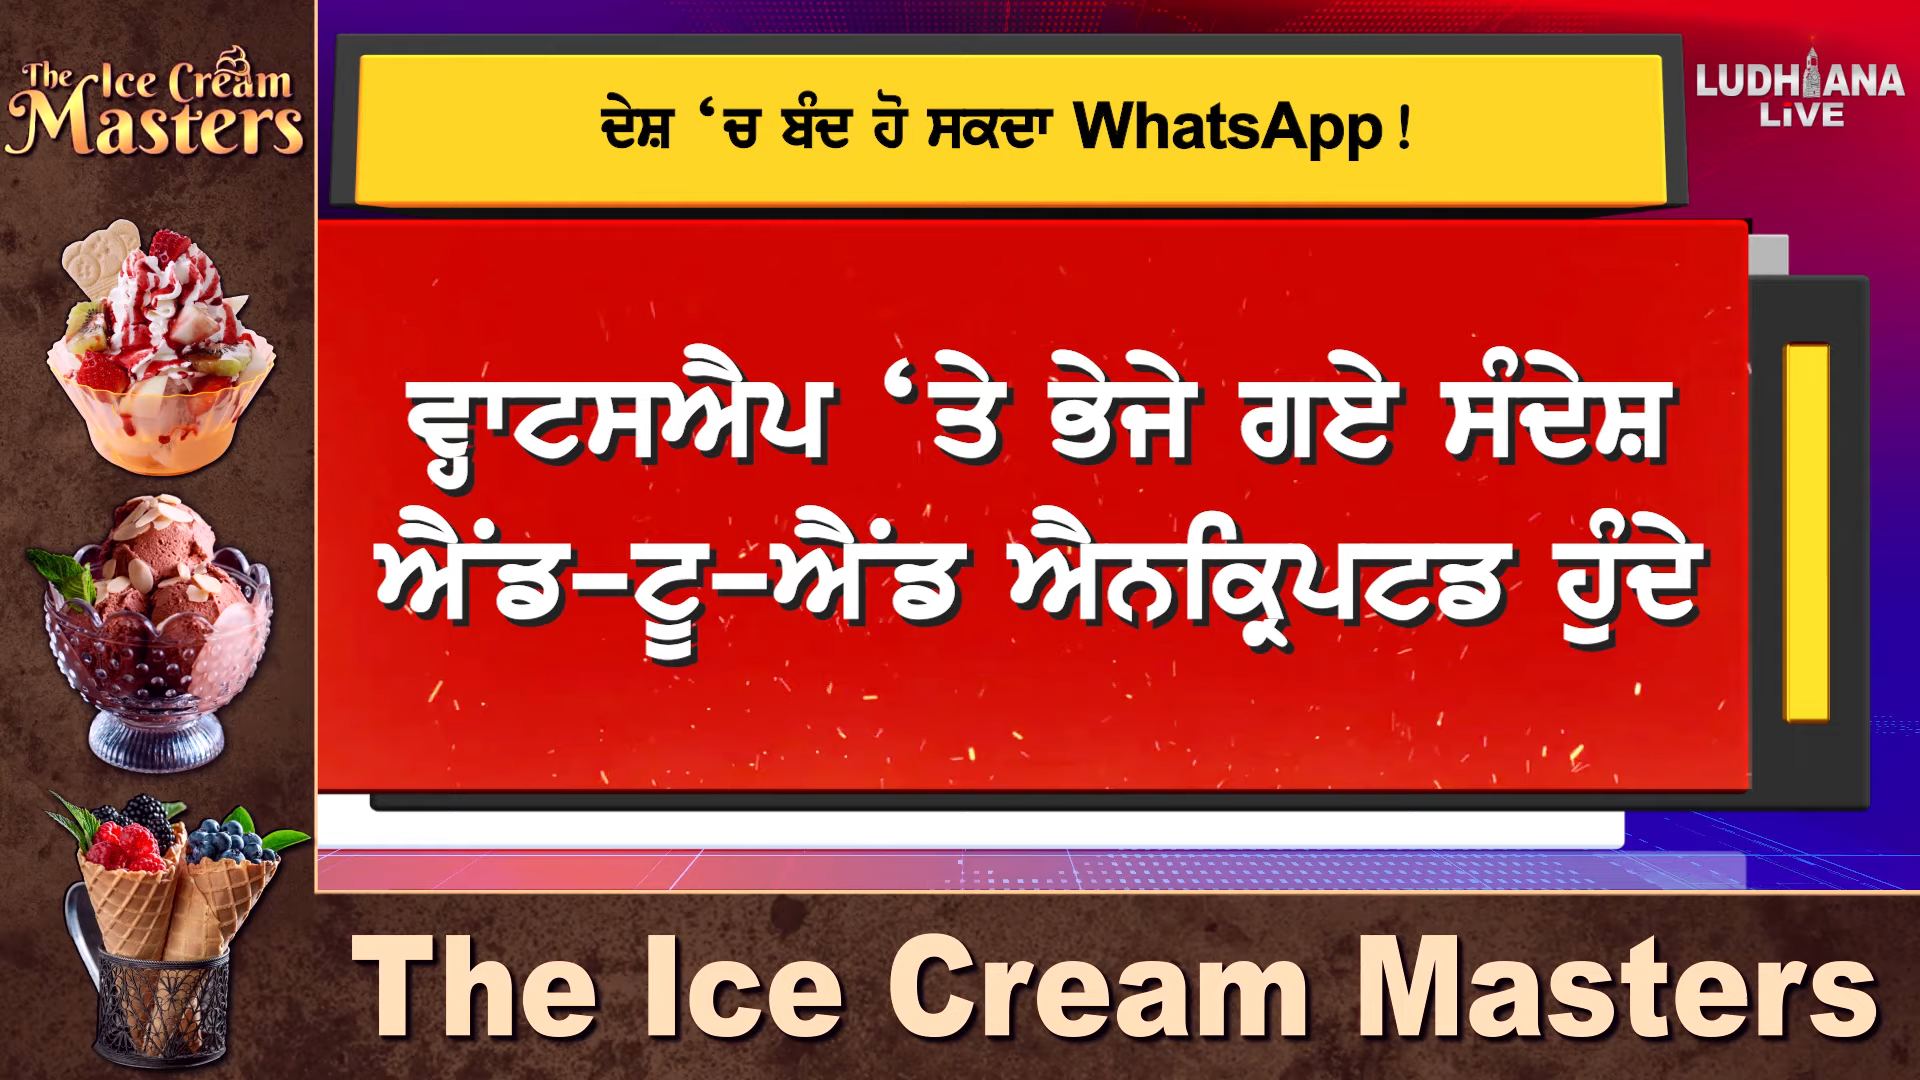 The Ice Cream
Masters
ਦੇਸ਼ ‘ਚ ਬੰਦ ਹੋ ਸਕਦਾ WhatsApp!
LUDHIANA
LiVE
ਵ੍ਹਾਟਸਐਪ ‘ਤੇ ਭੇਜੇ ਗਏ ਸੰਦੇਸ਼
ਐਂਡ-ਟੂ-ਐਂਡ ਐਨਕ੍ਰਿਪਟਡ ਹੁੰਦੇ
The Ice Cream Masters